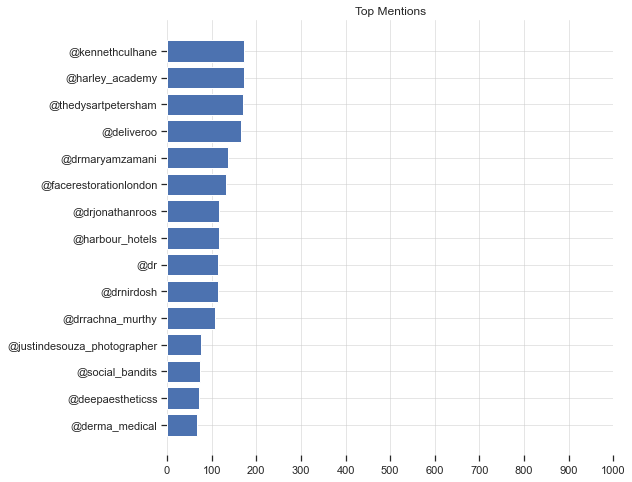 Top Mentions
@kennethculhane
@harley_academy
@thedysartpetersham
@deliveroo
@drmaryamzamani
@facerestorationlondon
@drjonathanroos
@harbour_hotels
@dr
@drnirdosh
@drrachna_murthy
@justindesouza_photographer
@social_bandits
@deepaestheticss
@derma_medical
0 100 200 300 400 500 600 700 800 900 1000